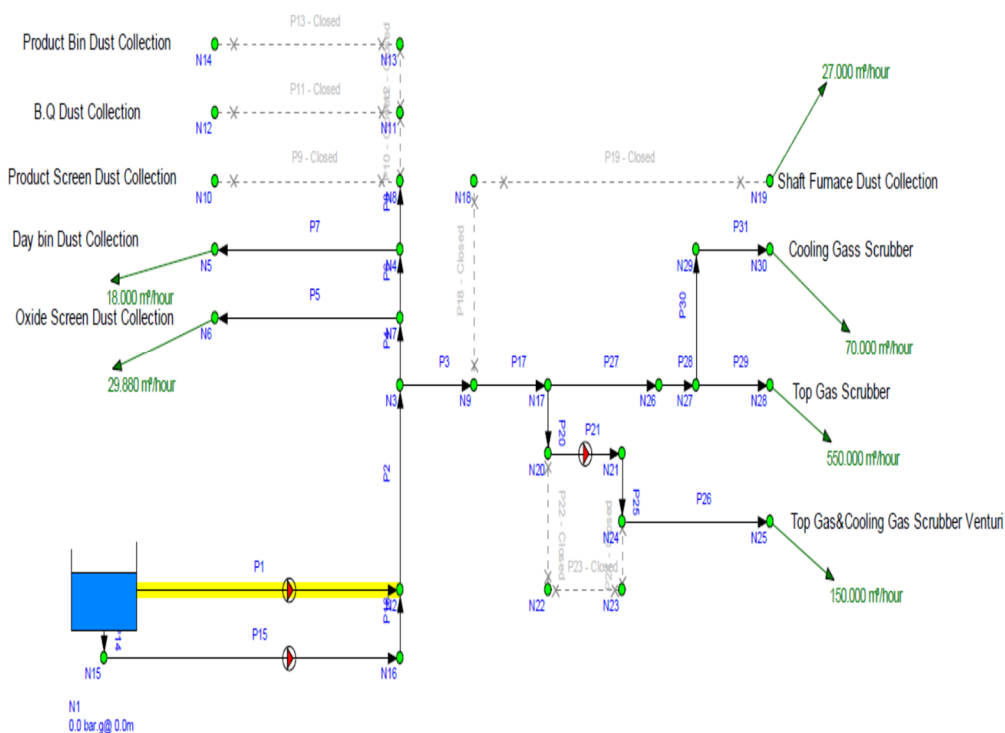 P13 - Closed
Product Bin Dust Collection
N14
N13
27.000 m³/hour
P11 - Closed
B.Q Dust Collection
N12
N11
P9 - Closed
P19 - Closed
Product Screen Dust Collection
N10
N8
N18
N19
Shaft Furnace Dust Collection
P7
P31
Day bin Dust Collection
N5
N4
N29
N30
Cooling Gass Scrubber
18.000 m³/hour
P18 - Closed
P30
P5
Oxide Screen Dust Collection
N6
N7
70.000 m³/hour
P3
P17
P27
P28
P29
29.880 m³/hour
N3
N9
N17
N26
N27
N28
Top Gas Scrubber
P20
P21
N20
N21
550.000 m³/hour
P2
P22 - Closed
P25
P26
N24
N25
Top Gas&Cooling Gas Scrubber Venturi
P1
P23 - Closed
N22
N23
150.000 m³/hour
P15
N15
N16
N1
0.0 bar.g@ 0.0m